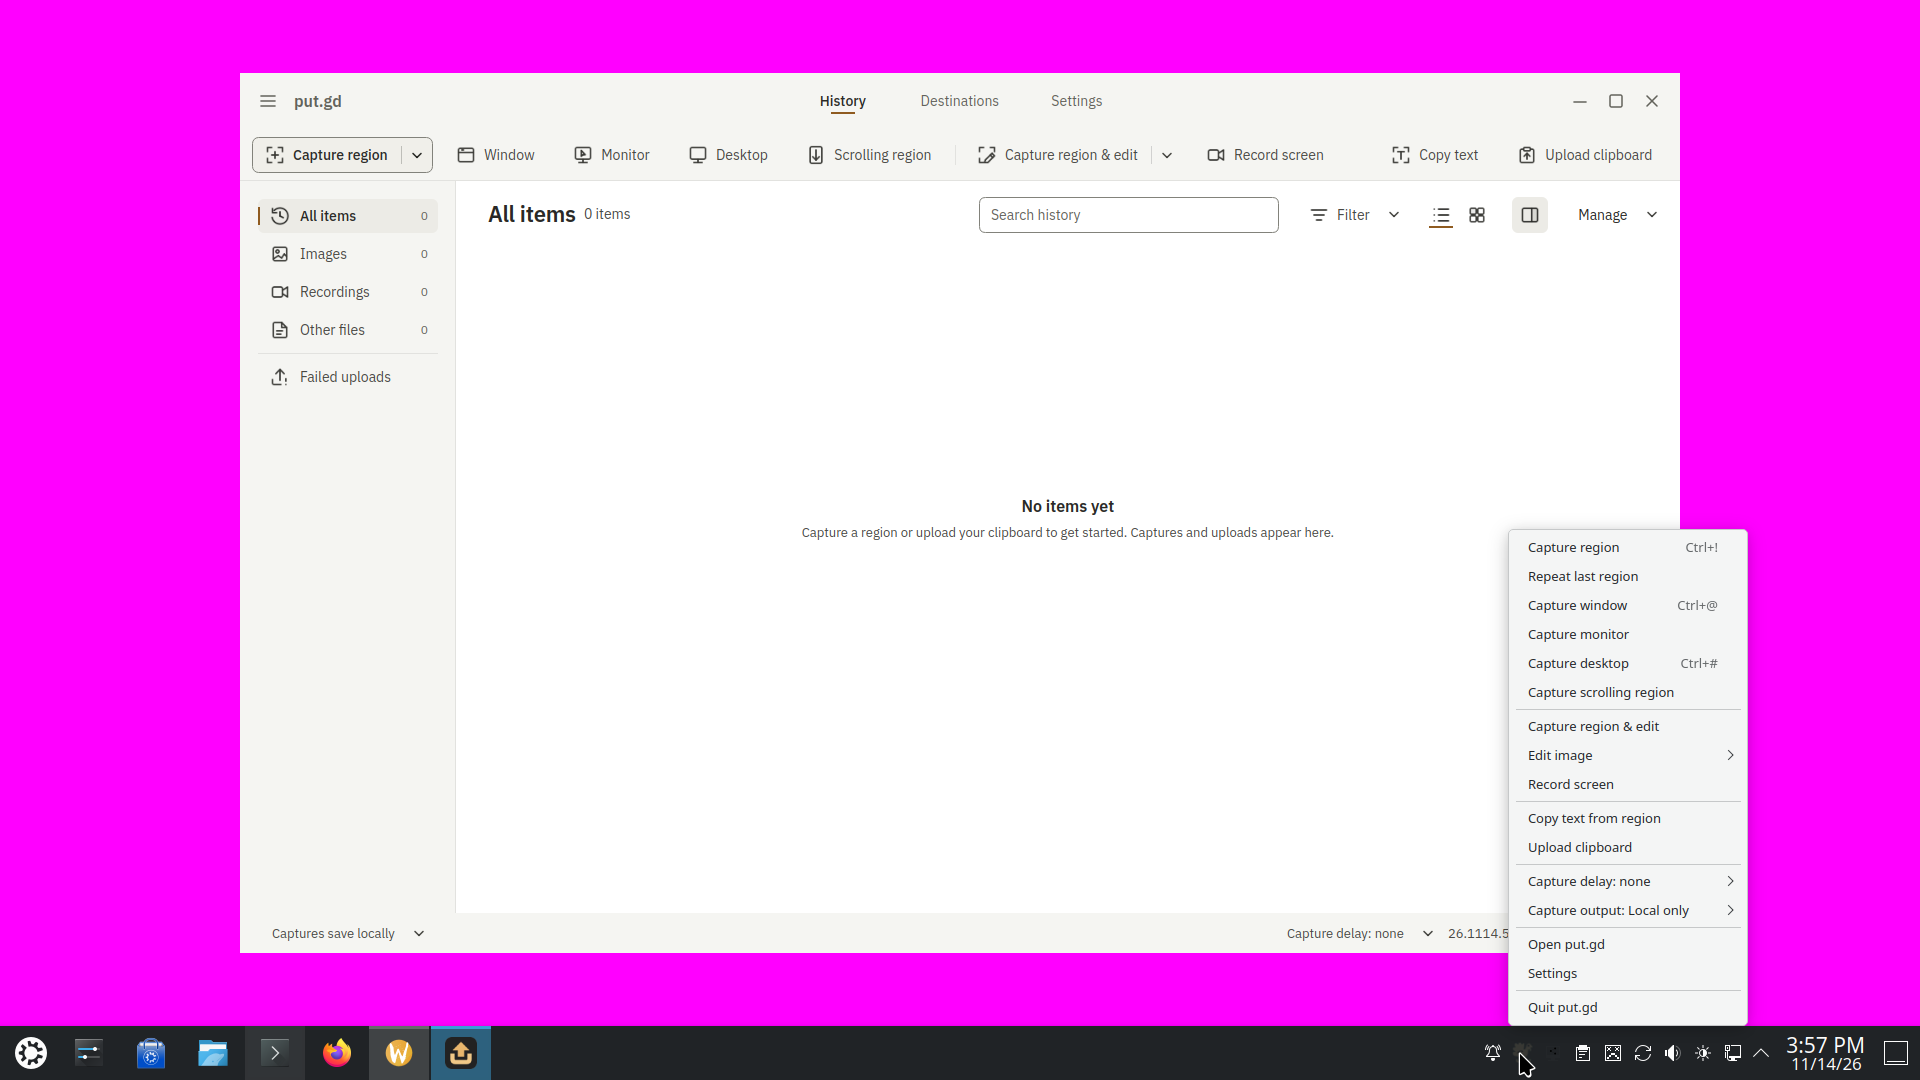 put.gd
History
Destinations
Settings
Capture region
Window
Monitor
Desktop
Scrolling region
Capture region & edit
Record screen
Copy text
Upload clipboard
All items 0
Images 0
Recordings 0
Other files 0
Failed uploads
All items 0 items
Search history
Filter
Manage
No items yet
Capture a region or upload your clipboard to get started. Captures and uploads appear here.
Captures save locally
Capture delay: none
26.1114.5
Capture region Ctrl+!
Repeat last region
Capture window Ctrl+@
Capture monitor
Capture desktop Ctrl+#
Capture scrolling region
Capture region & edit
Edit image
Record screen
Copy text from region
Upload clipboard
Capture delay: none
Capture output: Local only
Open put.gd
Settings
Quit put.gd
W
3:57 PM
11/14/26